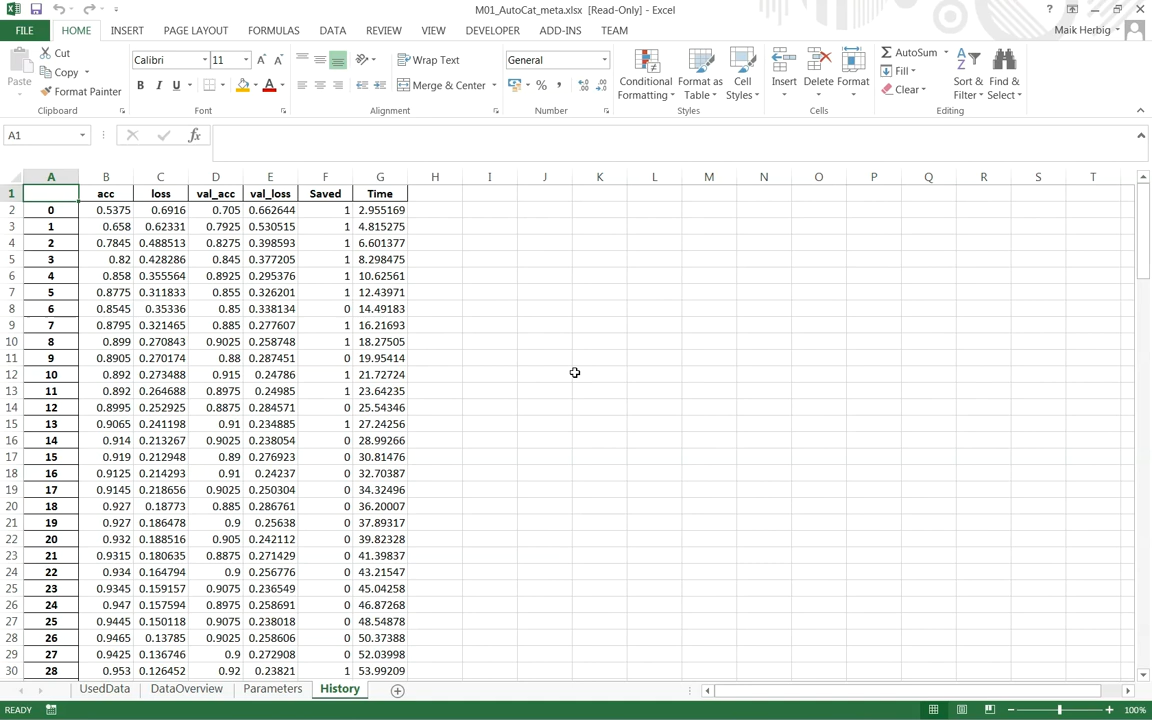 M01_AutoCat_meta.xlsx [Read-Only] - Excel
FILE HOME INSERT PAGE LAYOUT FORMULAS DATA REVIEW VIEW DEVELOPER ADD-INS TEAM Maik Herbig
Paste Cut Copy Format Painter Clipboard
Calibri 11 B I U A Font
Wrap Text Merge & Center Alignment
General % Number
Conditional Formatting Format as Table Cell Styles Styles
Insert Delete Format Cells
AutoSum Fill Clear Sort & Filter Find & Select Editing
A1 fx
A B C D E F G H I J K L M N O P Q R S T
1 acc loss val_acc val_loss Saved Time
2 0 0.5375 0.6916 0.705 0.662644 1 2.955169
3 1 0.658 0.62331 0.7925 0.530515 1 4.815275
4 2 0.7845 0.488513 0.8275 0.398593 1 6.601377
5 3 0.82 0.428286 0.845 0.377205 1 8.298475
6 4 0.858 0.355564 0.8925 0.295376 1 10.62561
7 5 0.8775 0.311833 0.855 0.326201 1 12.43971
8 6 0.8545 0.35336 0.85 0.338134 0 14.49183
9 7 0.8795 0.321465 0.885 0.277607 1 16.21693
10 8 0.899 0.270843 0.9025 0.258748 1 18.27505
11 9 0.8905 0.270174 0.88 0.287451 0 19.95414
12 10 0.892 0.273488 0.915 0.24786 1 21.72724
13 11 0.892 0.264688 0.8975 0.24985 1 23.64235
14 12 0.8995 0.252925 0.8875 0.284571 0 25.54346
15 13 0.9065 0.241198 0.91 0.234885 1 27.24256
16 14 0.914 0.213267 0.9025 0.238054 0 28.99266
17 15 0.919 0.212948 0.89 0.276923 0 30.81476
18 16 0.9125 0.214293 0.91 0.24237 0 32.70387
19 17 0.9145 0.218656 0.9025 0.250304 0 34.32496
20 18 0.927 0.18773 0.885 0.286761 0 36.20007
21 19 0.927 0.186478 0.9 0.25638 0 37.89317
22 20 0.932 0.188516 0.905 0.242112 0 39.82328
23 21 0.9315 0.180635 0.8875 0.271429 0 41.39837
24 22 0.934 0.164794 0.9 0.256776 0 43.21547
25 23 0.9345 0.159157 0.9075 0.236549 0 45.04258
26 24 0.947 0.157594 0.8975 0.258691 0 46.87268
27 25 0.9445 0.150118 0.9075 0.238018 0 48.54878
28 26 0.9465 0.13785 0.9025 0.258606 0 50.37388
29 27 0.9425 0.136746 0.9 0.272908 0 52.03998
30 28 0.953 0.126452 0.92 0.23821 1 53.99209
UsedData DataOverview Parameters History
READY 100%